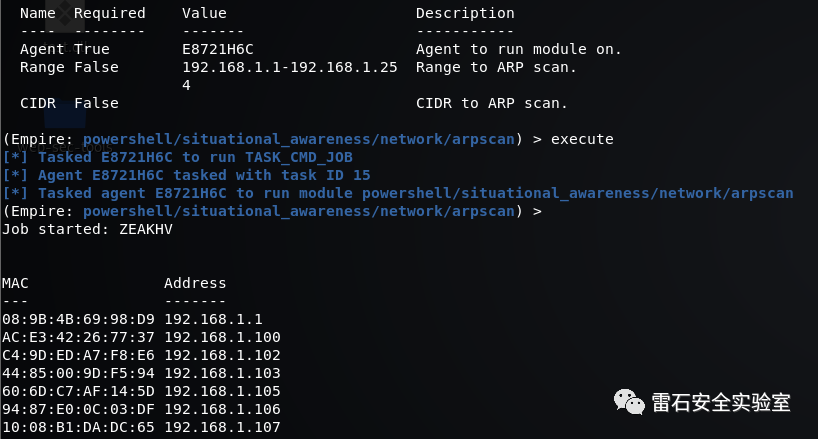 Name Required Value Description
---- -------- ------- -----------
Agent True E8721H6C Agent to run module on.
Range False 192.168.1.1-192.168.1.25 Range to ARP scan.
4
CIDR False CIDR to ARP scan.
(Empire: powershell/situational_awareness/network/arpscan) > execute
[*] Tasked E8721H6C to run TASK_CMD_JOB
[*] Agent E8721H6C tasked with task ID 15
[*] Tasked agent E8721H6C to run module powershell/situational_awareness/network/arpscan
(Empire: powershell/situational_awareness/network/arpscan) >
Job started: ZEAKHV
MAC Address
--- -------
08:9B:4B:69:98:D9 192.168.1.1
AC:E3:42:26:77:37 192.168.1.100
C4:9D:ED:A7:F8:E6 192.168.1.102
44:85:00:9D:F5:94 192.168.1.103
60:6D:C7:AF:14:5D 192.168.1.105
94:87:E0:0C:03:DF 192.168.1.106
10:08:B1:DA:DC:65 192.168.1.107
雷石安全实验室